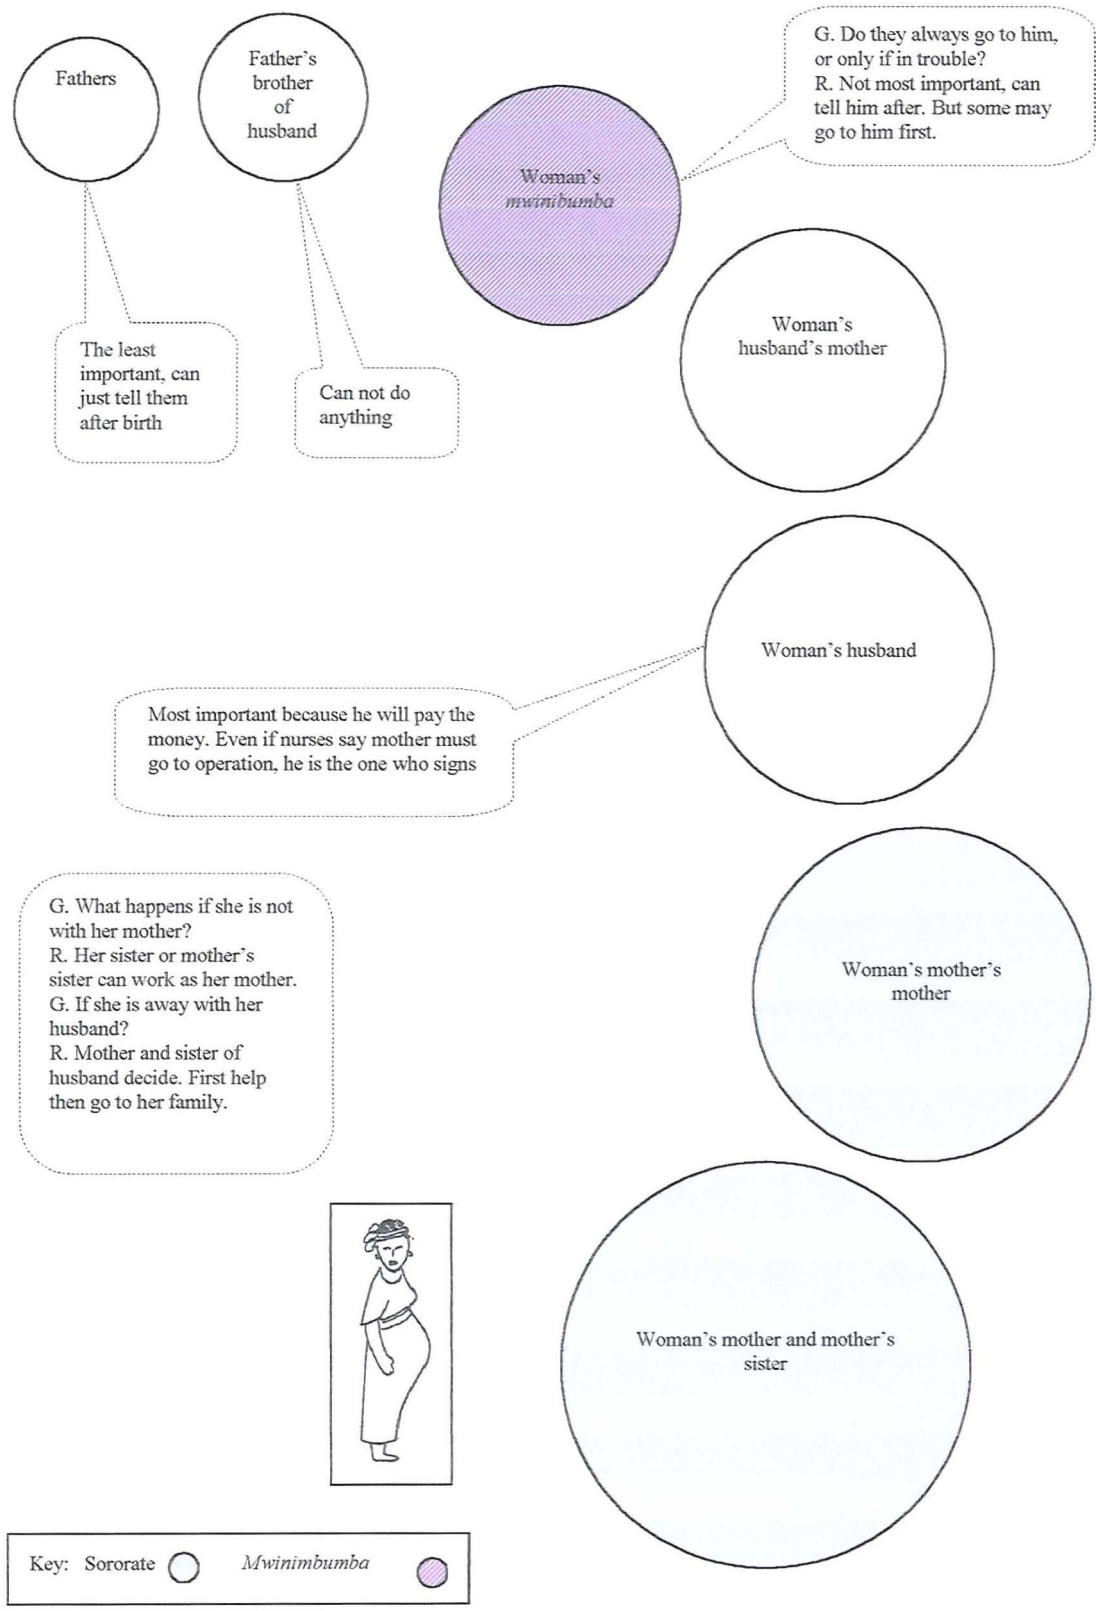 Fathers
Father's
brother
of
husband
G. Do they always go to him,
or only if in trouble?
R. Not most important, can
tell him after. But some may
go to him first.
Woman's
mwinibumba
Woman's
husband's mother
The least
important, can
just tell them
after birth
Can not do
anything
Woman's husband
Most important because he will pay the
money. Even if nurses say mother must
go to operation, he is the one who signs
G. What happens if she is not
with her mother?
R. Her sister or mother's
sister can work as her mother.
G. If she is away with her
husband?
R. Mother and sister of
husband decide. First help
then go to her family.
Woman's mother's
mother
Woman's mother and mother's
sister
Key: Sororate Mwinimbumba